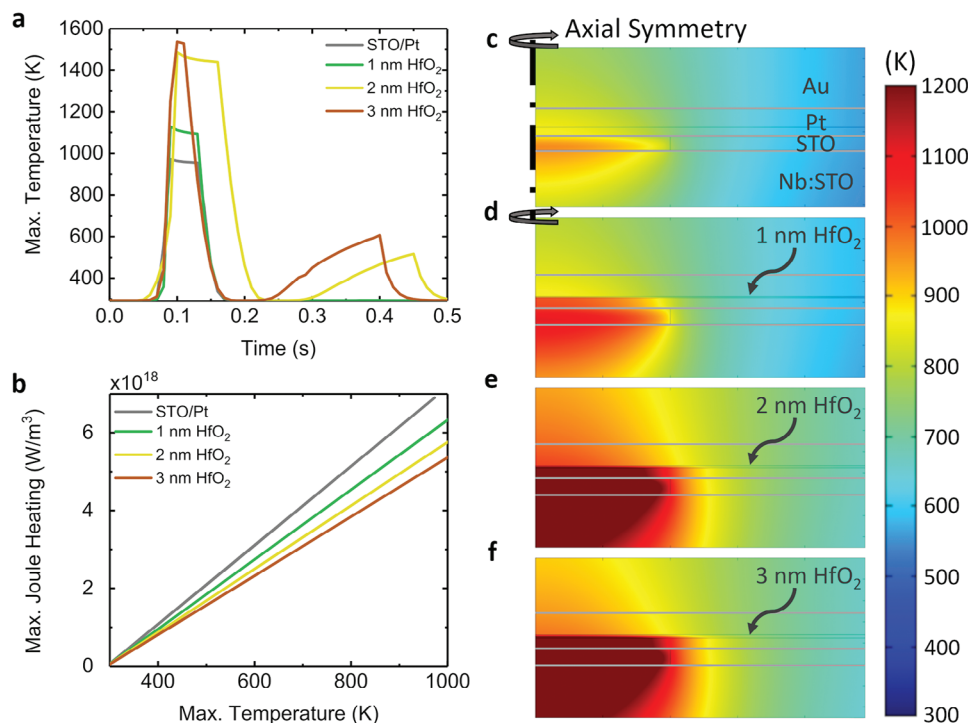 a
1600
1400
1200
1000
800
600
400
Max. Temperature (K)
STO/Pt
1 nm HfO₂
2 nm HfO₂
3 nm HfO₂
0.0 0.1 0.2 0.3 0.4 0.5
Time (s)
b
x10¹⁸
6
4
2
0
Max. Joule Heating (W/m³)
STO/Pt
1 nm HfO₂
2 nm HfO₂
3 nm HfO₂
400 600 800 1000
Max. Temperature (K)
c
Axial Symmetry
Au
Pt
STO
Nb:STO
d
1 nm HfO₂
e
2 nm HfO₂
f
3 nm HfO₂
(K)
1200
1100
1000
900
800
700
600
500
400
300